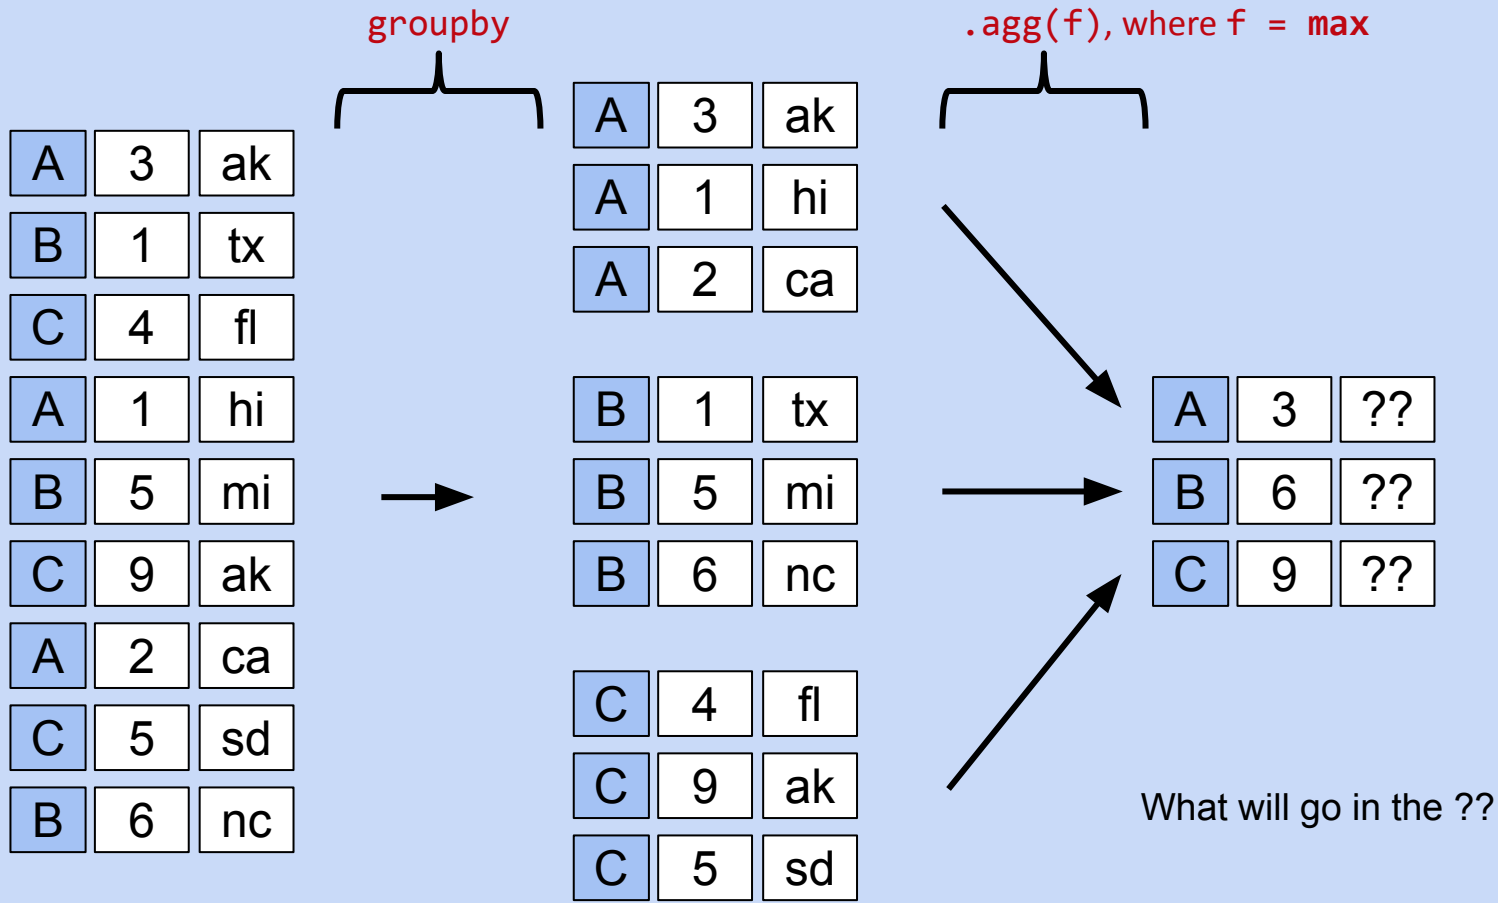 groupby
.agg(f), where f = max
A 3 ak
B 1 tx
C 4 fl
A 1 hi
B 5 mi
C 9 ak
A 2 ca
C 5 sd
B 6 nc
A 3 ak
A 1 hi
A 2 ca
B 1 tx
B 5 mi
B 6 nc
C 4 fl
C 9 ak
C 5 sd
A 3 ??
B 6 ??
C 9 ??
What will go in the ??